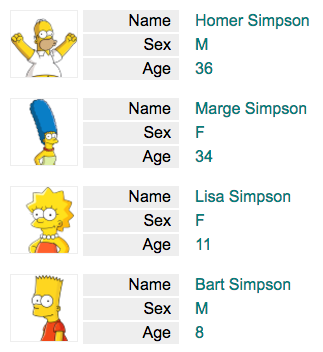 Name Homer Simpson
Sex M
Age 36
Name Marge Simpson
Sex F
Age 34
Name Lisa Simpson
Sex F
Age 11
Name Bart Simpson
Sex M
Age 8